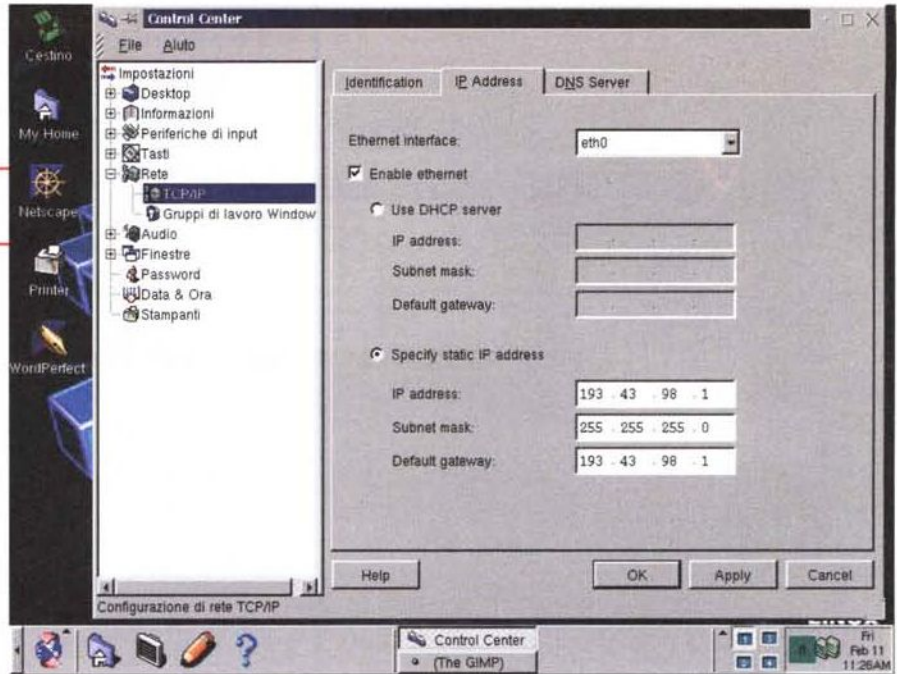 Cestino
My Home
Netscape
Printer
WordPerfect
Control Center
File Aiuto
Impostazioni
Desktop
Informazioni
Periferiche di input
Tasti
Rete
TCP/IP
Gruppi di lavoro Window
Audio
Finestre
Password
Data & Ora
Stampanti
Configurazione di rete TCP/IP
Identification IP Address DNS Server
Ethernet interface: eth0
Enable ethernet
Use DHCP server
IP address:
Subnet mask:
Default gateway:
Specify static IP address
IP address: 193 . 43 . 98 . 1
Subnet mask: 255 . 255 . 255 . 0
Default gateway: 193 . 43 . 98 . 1
Help OK Apply Cancel
Control Center
(The GIMP)
1
Fri
Feb 11
11:26AM